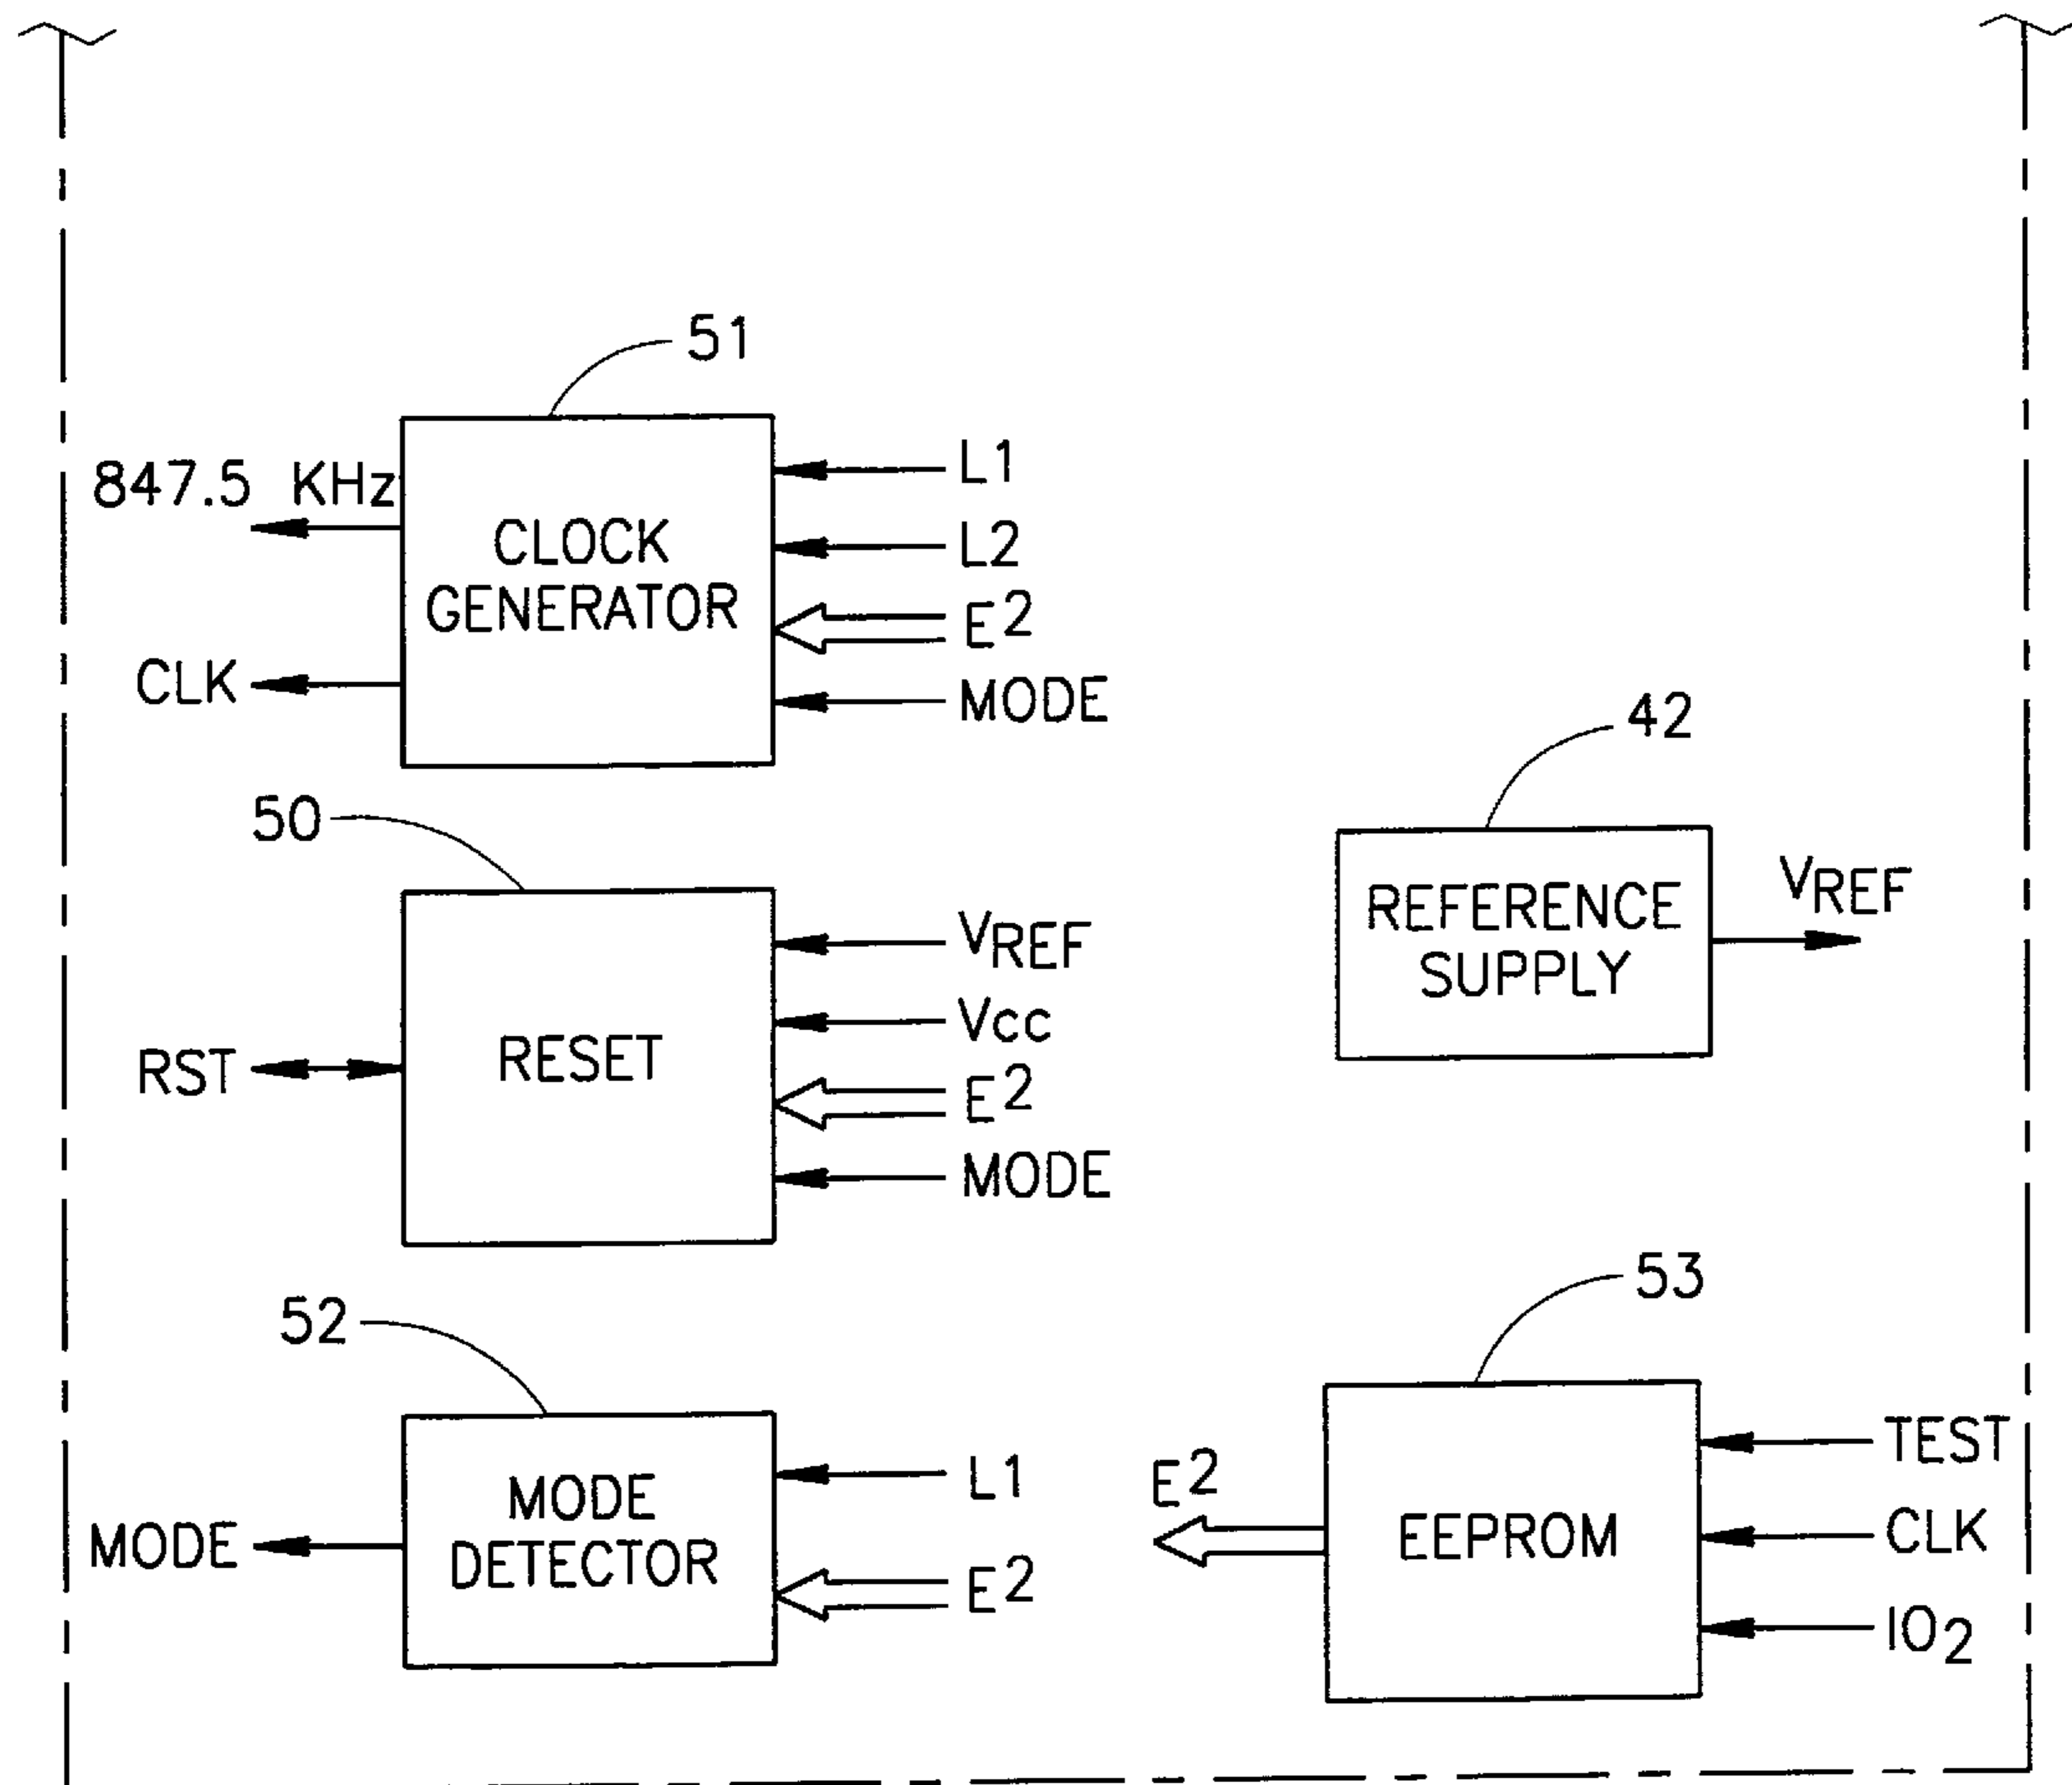 51
847.5 KHz
CLOCK
GENERATOR
CLK
L1
L2
E2
MODE
42
REFERENCE
SUPPLY
VREF
50
RESET
RST
VREF
Vcc
E2
MODE
52
MODE
DETECTOR
MODE
L1
E2
53
EEPROM
E2
TEST
CLK
IO2